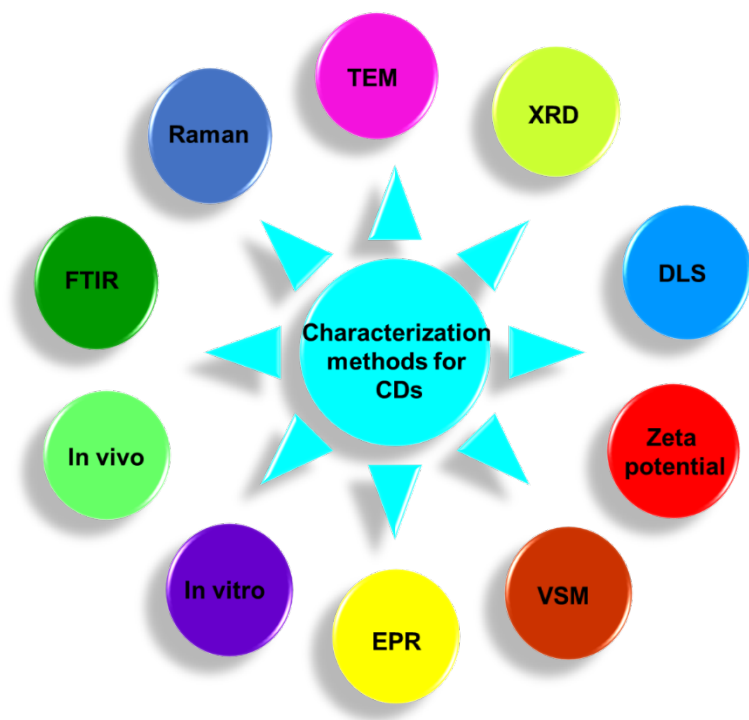 TEM
XRD
Raman
DLS
FTIR
Characterization
methods for
CDs
Zeta
potential
In vivo
In vitro
VSM
EPR